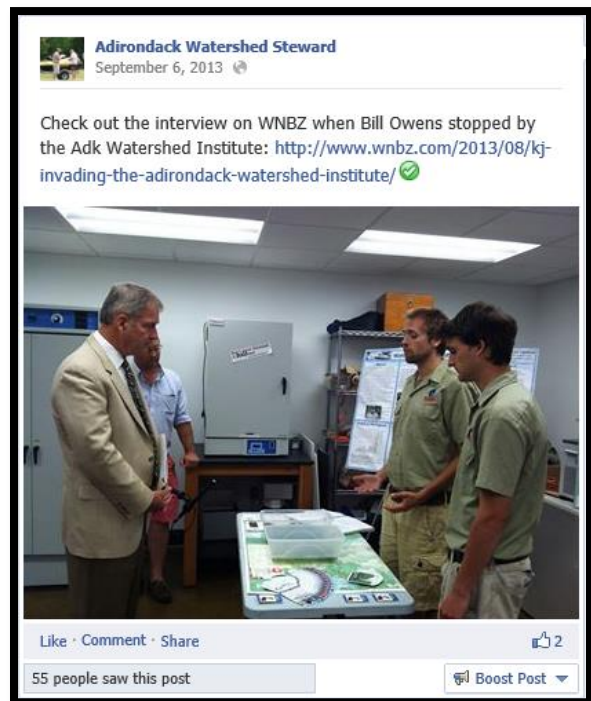 Adirondack Watershed Steward
September 6, 2013
Check out the interview on WNBZ when Bill Owens stopped by
the Adk Watershed Institute: http://www.wnbz.com/2013/08/kj-
invading-the-adirondack-watershed-institute/
Like · Comment · Share
2
55 people saw this post
Boost Post